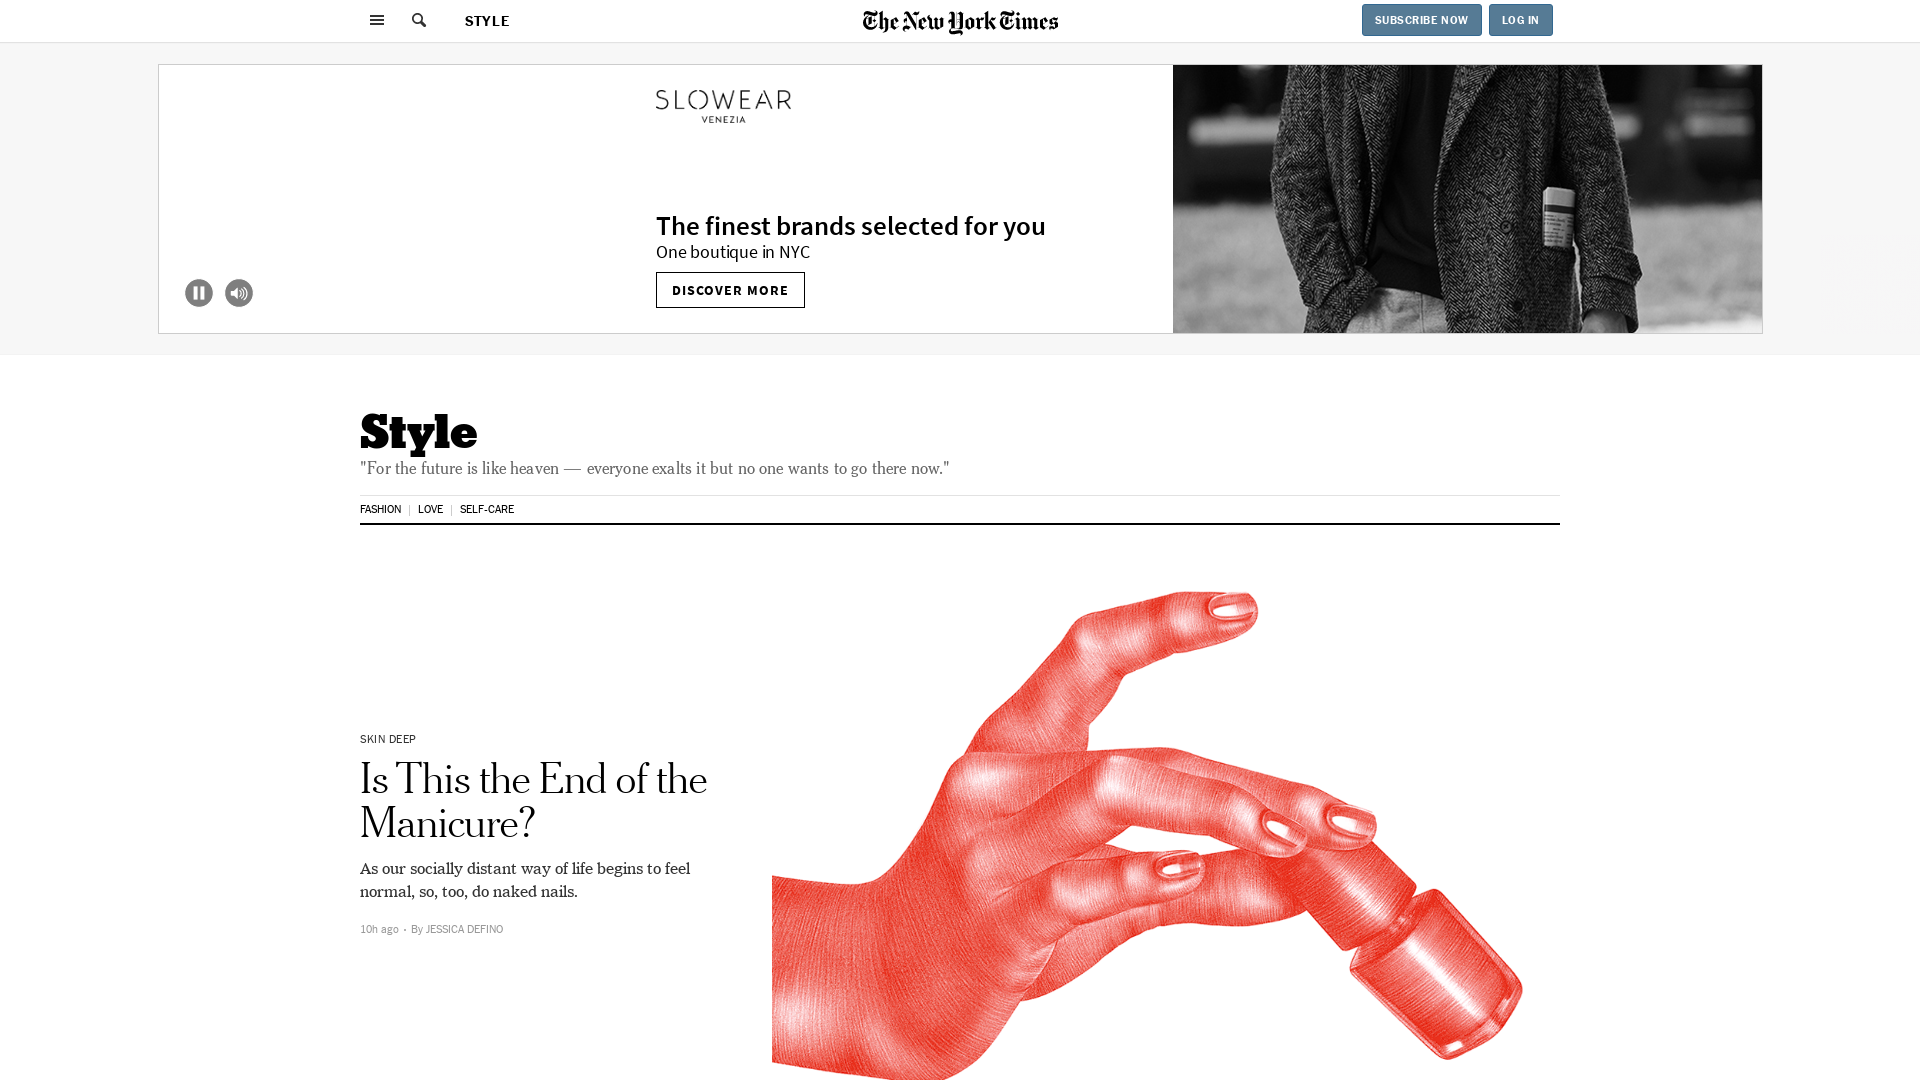 STYLE
The New York Times
SUBSCRIBE NOW
LOG IN
SLOWEAR
VENEZIA
The finest brands selected for you
One boutique in NYC
DISCOVER MORE
Style
"For the future is like heaven — everyone exalts it but no one wants to go there now."
FASHION | LOVE | SELF-CARE
SKIN DEEP
Is This the End of the
Manicure?
As our socially distant way of life begins to feel
normal, so, too, do naked nails.
10h ago • By JESSICA DEFINO